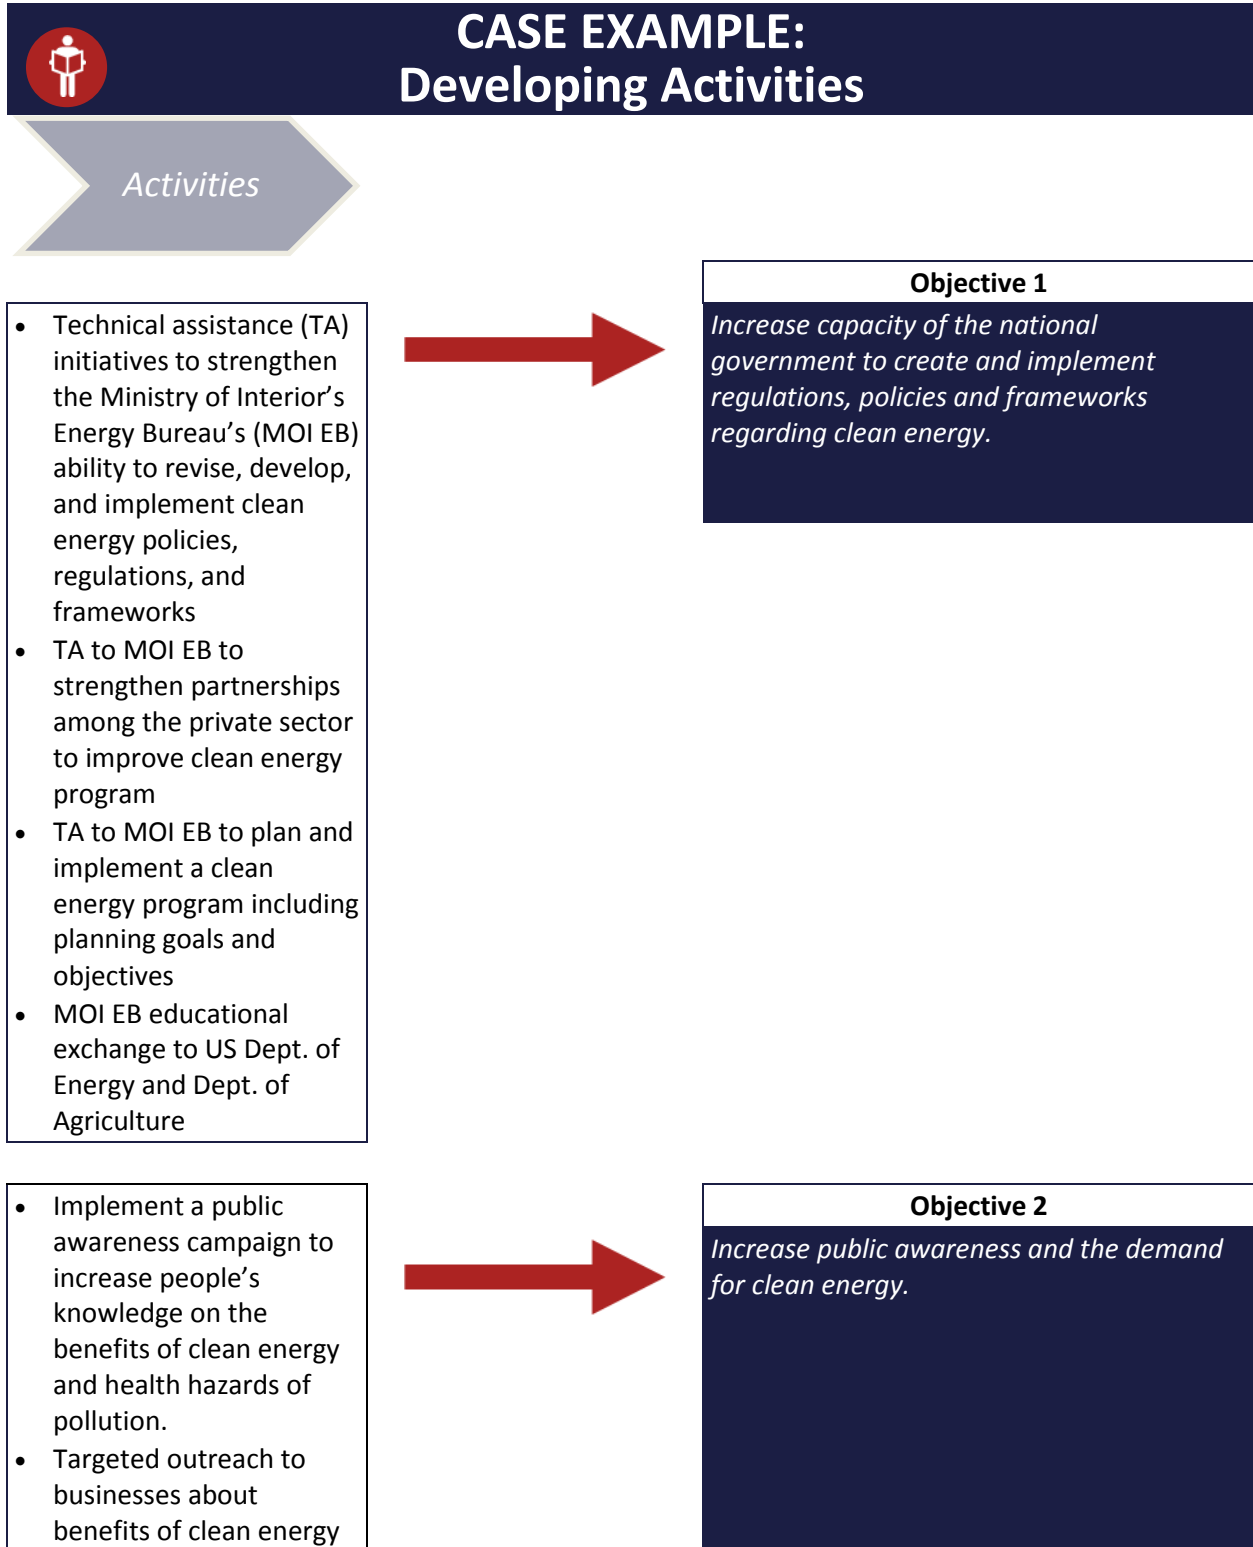 CASE EXAMPLE:
Developing Activities
Activities
• Technical assistance (TA)
initiatives to strengthen
the Ministry of Interior’s
Energy Bureau’s (MOI EB)
ability to revise, develop,
and implement clean
energy policies,
regulations, and
frameworks
• TA to MOI EB to
strengthen partnerships
among the private sector
to improve clean energy
program
• TA to MOI EB to plan and
implement a clean
energy program including
planning goals and
objectives
• MOI EB educational
exchange to US Dept. of
Energy and Dept. of
Agriculture
Objective 1
Increase capacity of the national
government to create and implement
regulations, policies and frameworks
regarding clean energy.
• Implement a public
awareness campaign to
increase people’s
knowledge on the
benefits of clean energy
and health hazards of
pollution.
• Targeted outreach to
businesses about
benefits of clean energy
Objective 2
Increase public awareness and the demand
for clean energy.